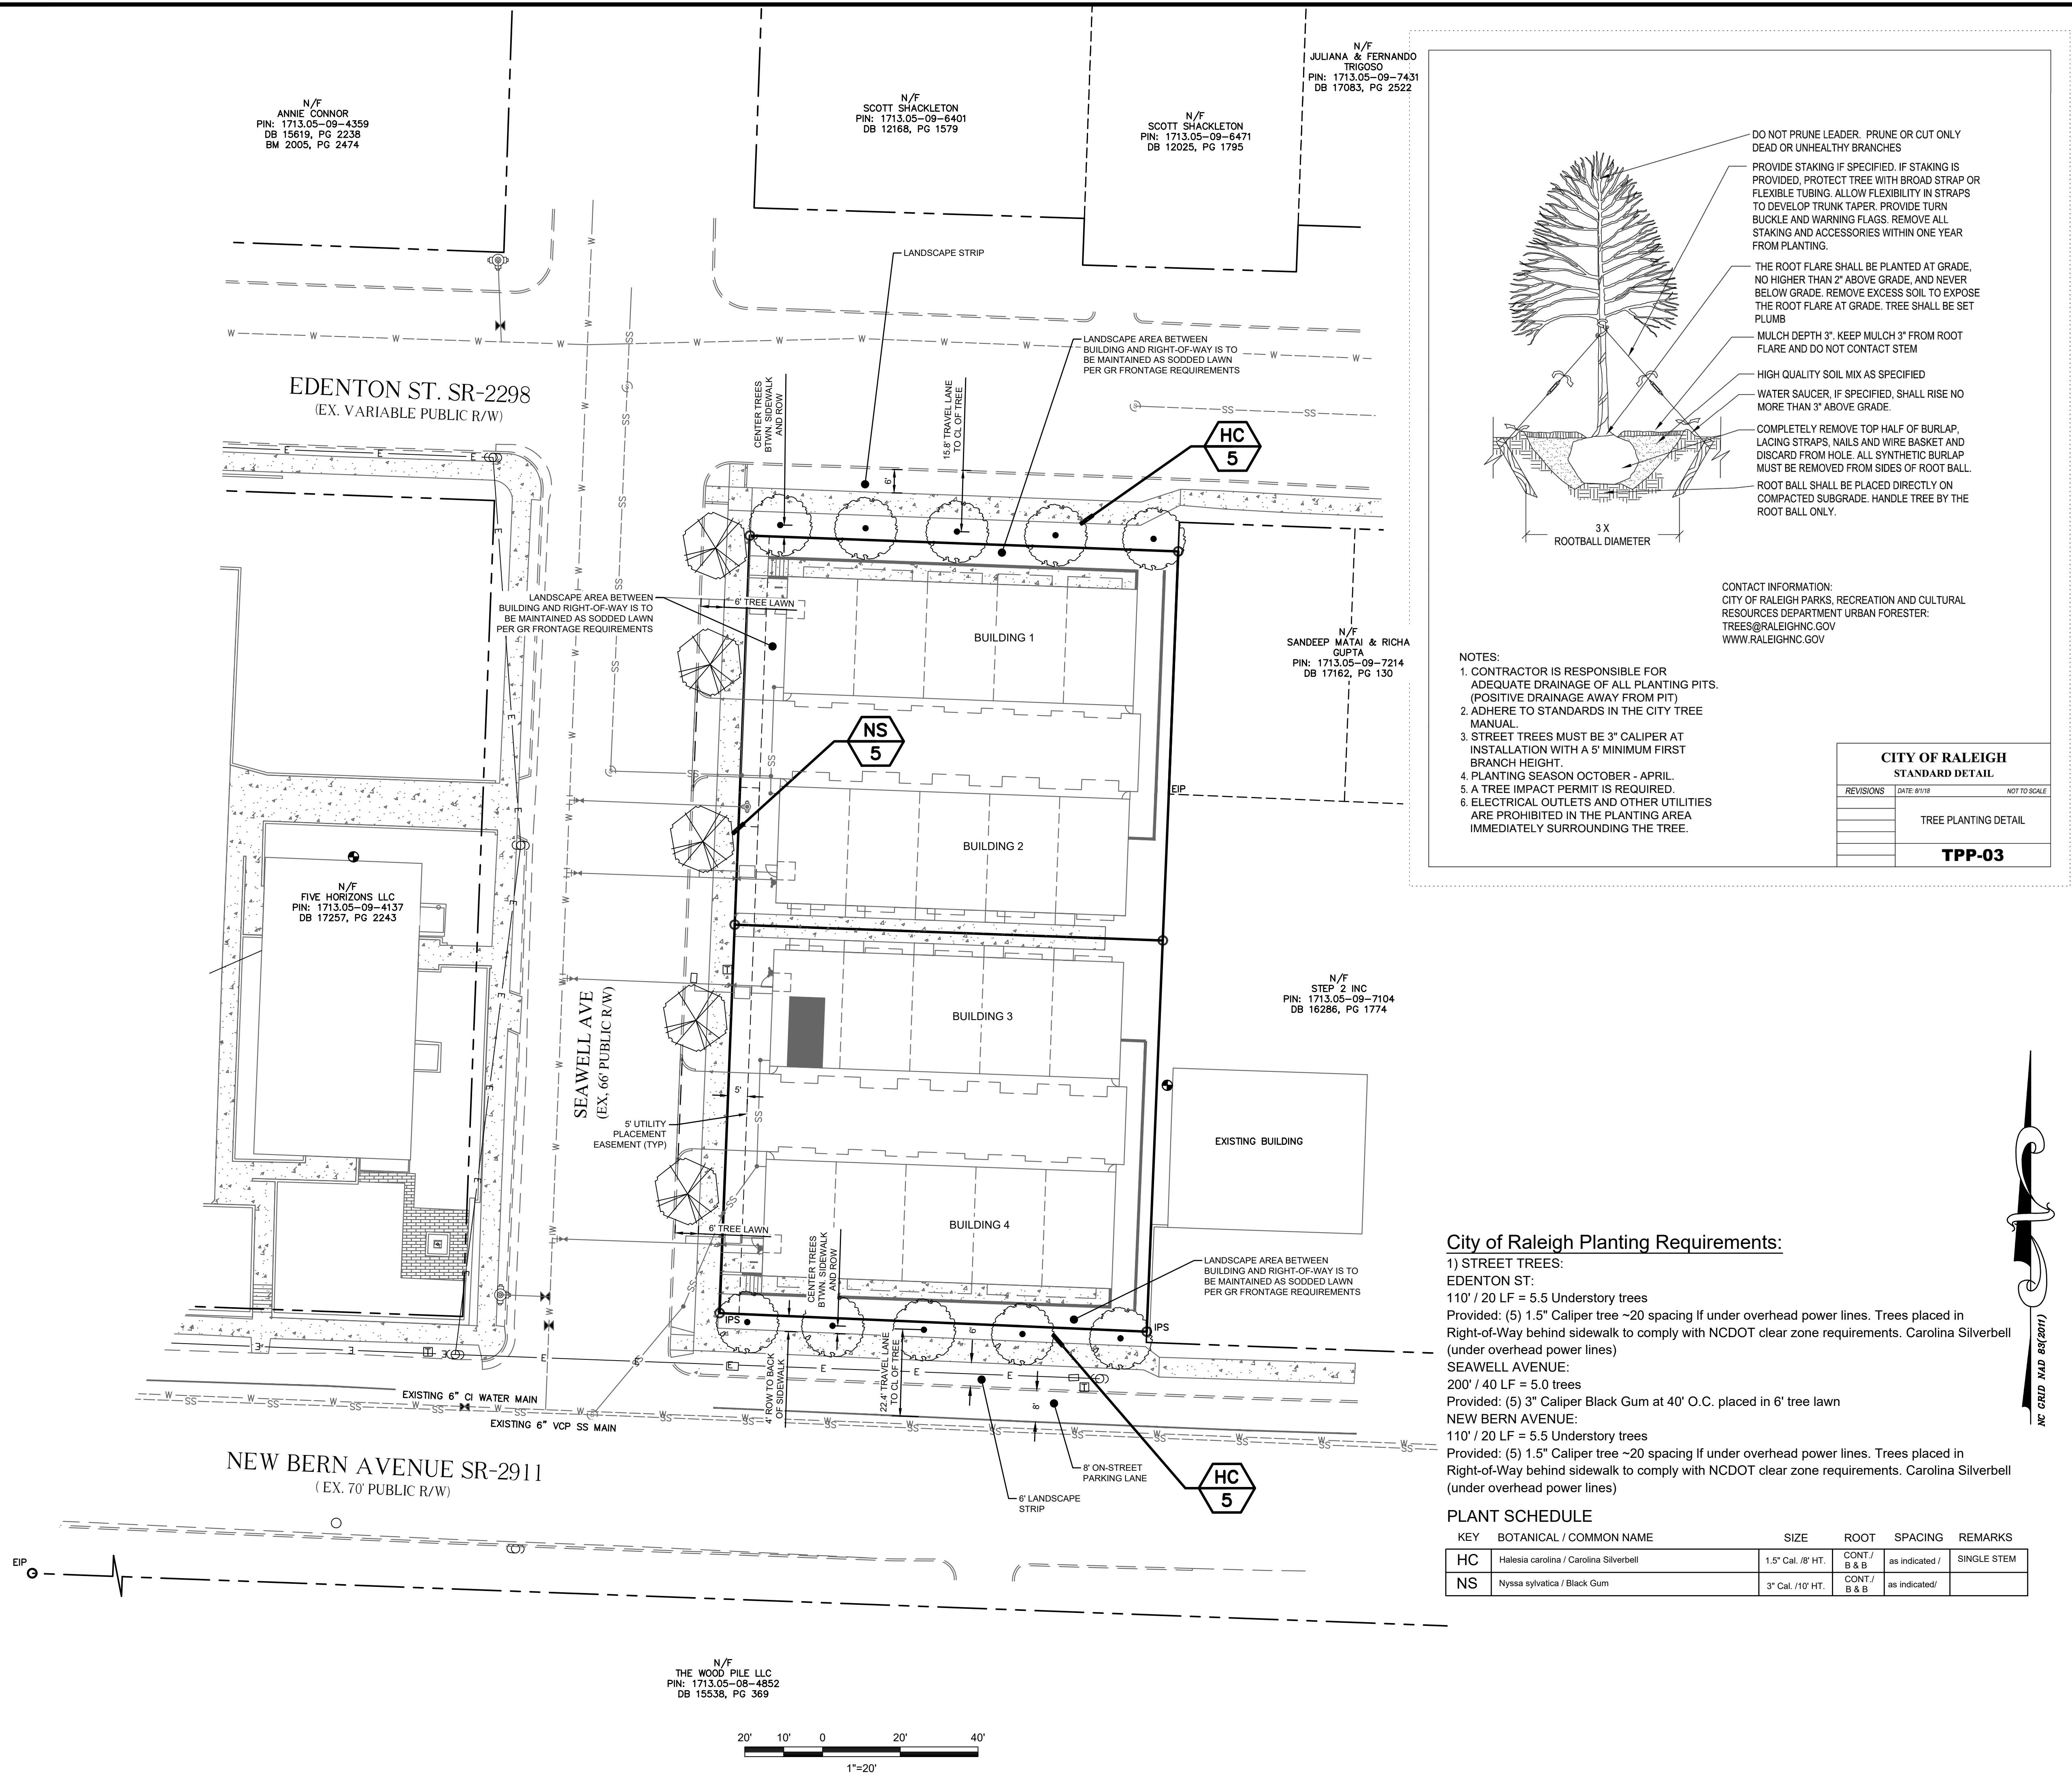 N/F
ANNIE CONNOR
PIN: 1713.05-09-4359
DB 15619, PG 2238
BM 2005, PG 2474
N/F
SCOTT SHACKLETON
PIN: 1713.05-09-6401
DB 12168, PG 1579
N/F
SCOTT SHACKLETON
PIN: 1713.05-09-6471
DB 12025, PG 1795
N/F
JULIANA & FERNANDO
TRIGOSO
PIN: 1713.05-09-7431
DB 17083, PG 2522
LANDSCAPE STRIP
LANDSCAPE AREA BETWEEN
BUILDING AND RIGHT-OF-WAY IS TO
BE MAINTAINED AS SODDED LAWN
PER GR FRONTAGE REQUIREMENTS
EDENTON ST. SR-2298
(EX. VARIABLE PUBLIC R/W)
CENTER TREES
BTWN. SIDEWALK
AND ROW
15.8' TRAVEL LANE
TO CL OF TREE
6'
HC
5
LANDSCAPE AREA BETWEEN
BUILDING AND RIGHT-OF-WAY IS TO
BE MAINTAINED AS SODDED LAWN
PER GR FRONTAGE REQUIREMENTS
6' TREE LAWN
BUILDING 1
N/F
SANDEEP MATAI & RICHA
GUPTA
PIN: 1713.05-09-7214
DB 17162, PG 130
NS
5
EIP
BUILDING 2
N/F
FIVE HORIZONS LLC
PIN: 1713.05-09-4137
DB 17257, PG 2243
SEAWELL AVE
(EX, 66' PUBLIC R/W)
BUILDING 3
N/F
STEP 2 INC
PIN: 1713.05-09-7104
DB 16286, PG 1774
5'
5' UTILITY
PLACEMENT
EASEMENT (TYP)
EXISTING BUILDING
BUILDING 4
6' TREE LAWN
CENTER TREES
BTWN. SIDEWALK
AND ROW
LANDSCAPE AREA BETWEEN
BUILDING AND RIGHT-OF-WAY IS TO
BE MAINTAINED AS SODDED LAWN
PER GR FRONTAGE REQUIREMENTS
IPS
IPS
4' ROW TO BACK
OF SIDEWALK
22.4' TRAVEL LANE
TO CL OF TREE
6'
8'
EXISTING 6" CI WATER MAIN
EXISTING 6" VCP SS MAIN
NEW BERN AVENUE SR-2911
( EX. 70' PUBLIC R/W)
8' ON-STREET
PARKING LANE
6' LANDSCAPE
STRIP
HC
5
EIP
N/F
THE WOOD PILE LLC
PIN: 1713.05-08-4852
DB 15538, PG 369
20' 10' 0 20' 40'
1"=20'
DO NOT PRUNE LEADER. PRUNE OR CUT ONLY
DEAD OR UNHEALTHY BRANCHES
PROVIDE STAKING IF SPECIFIED. IF STAKING IS
PROVIDED, PROTECT TREE WITH BROAD STRAP OR
FLEXIBLE TUBING. ALLOW FLEXIBILITY IN STRAPS
TO DEVELOP TRUNK TAPER. PROVIDE TURN
BUCKLE AND WARNING FLAGS. REMOVE ALL
STAKING AND ACCESSORIES WITHIN ONE YEAR
FROM PLANTING.
THE ROOT FLARE SHALL BE PLANTED AT GRADE,
NO HIGHER THAN 2" ABOVE GRADE, AND NEVER
BELOW GRADE. REMOVE EXCESS SOIL TO EXPOSE
THE ROOT FLARE AT GRADE. TREE SHALL BE SET
PLUMB
MULCH DEPTH 3". KEEP MULCH 3" FROM ROOT
FLARE AND DO NOT CONTACT STEM
HIGH QUALITY SOIL MIX AS SPECIFIED
WATER SAUCER, IF SPECIFIED, SHALL RISE NO
MORE THAN 3" ABOVE GRADE.
COMPLETELY REMOVE TOP HALF OF BURLAP,
LACING STRAPS, NAILS AND WIRE BASKET AND
DISCARD FROM HOLE. ALL SYNTHETIC BURLAP
MUST BE REMOVED FROM SIDES OF ROOT BALL.
ROOT BALL SHALL BE PLACED DIRECTLY ON
COMPACTED SUBGRADE. HANDLE TREE BY THE
ROOT BALL ONLY.
3 X
ROOTBALL DIAMETER
CONTACT INFORMATION:
CITY OF RALEIGH PARKS, RECREATION AND CULTURAL
RESOURCES DEPARTMENT URBAN FORESTER:
TREES@RALEIGHNC.GOV
WWW.RALEIGHNC.GOV
NOTES:
1. CONTRACTOR IS RESPONSIBLE FOR
ADEQUATE DRAINAGE OF ALL PLANTING PITS.
(POSITIVE DRAINAGE AWAY FROM PIT)
2. ADHERE TO STANDARDS IN THE CITY TREE
MANUAL.
3. STREET TREES MUST BE 3" CALIPER AT
INSTALLATION WITH A 5' MINIMUM FIRST
BRANCH HEIGHT.
4. PLANTING SEASON OCTOBER - APRIL.
5. A TREE IMPACT PERMIT IS REQUIRED.
6. ELECTRICAL OUTLETS AND OTHER UTILITIES
ARE PROHIBITED IN THE PLANTING AREA
IMMEDIATELY SURROUNDING THE TREE.
CITY OF RALEIGH
STANDARD DETAIL
REVISIONS DATE: 8/1/18 NOT TO SCALE
TREE PLANTING DETAIL
TPP-03
NC GRID NAD 83(2011)
City of Raleigh Planting Requirements:
1) STREET TREES:
EDENTON ST:
110' / 20 LF = 5.5 Understory trees
Provided: (5) 1.5" Caliper tree ~20 spacing If under overhead power lines. Trees placed in
Right-of-Way behind sidewalk to comply with NCDOT clear zone requirements. Carolina Silverbell
(under overhead power lines)
SEAWELL AVENUE:
200' / 40 LF = 5.0 trees
Provided: (5) 3" Caliper Black Gum at 40' O.C. placed in 6' tree lawn
NEW BERN AVENUE:
110' / 20 LF = 5.5 Understory trees
Provided: (5) 1.5" Caliper tree ~20 spacing If under overhead power lines. Trees placed in
Right-of-Way behind sidewalk to comply with NCDOT clear zone requirements. Carolina Silverbell
(under overhead power lines)
PLANT SCHEDULE
KEY BOTANICAL / COMMON NAME SIZE ROOT SPACING REMARKS
HC Halesia carolina / Carolina Silverbell 1.5" Cal. /8' HT. CONT./ B & B as indicated / SINGLE STEM
NS Nyssa sylvatica / Black Gum 3" Cal. /10' HT. CONT./ B & B as indicated/